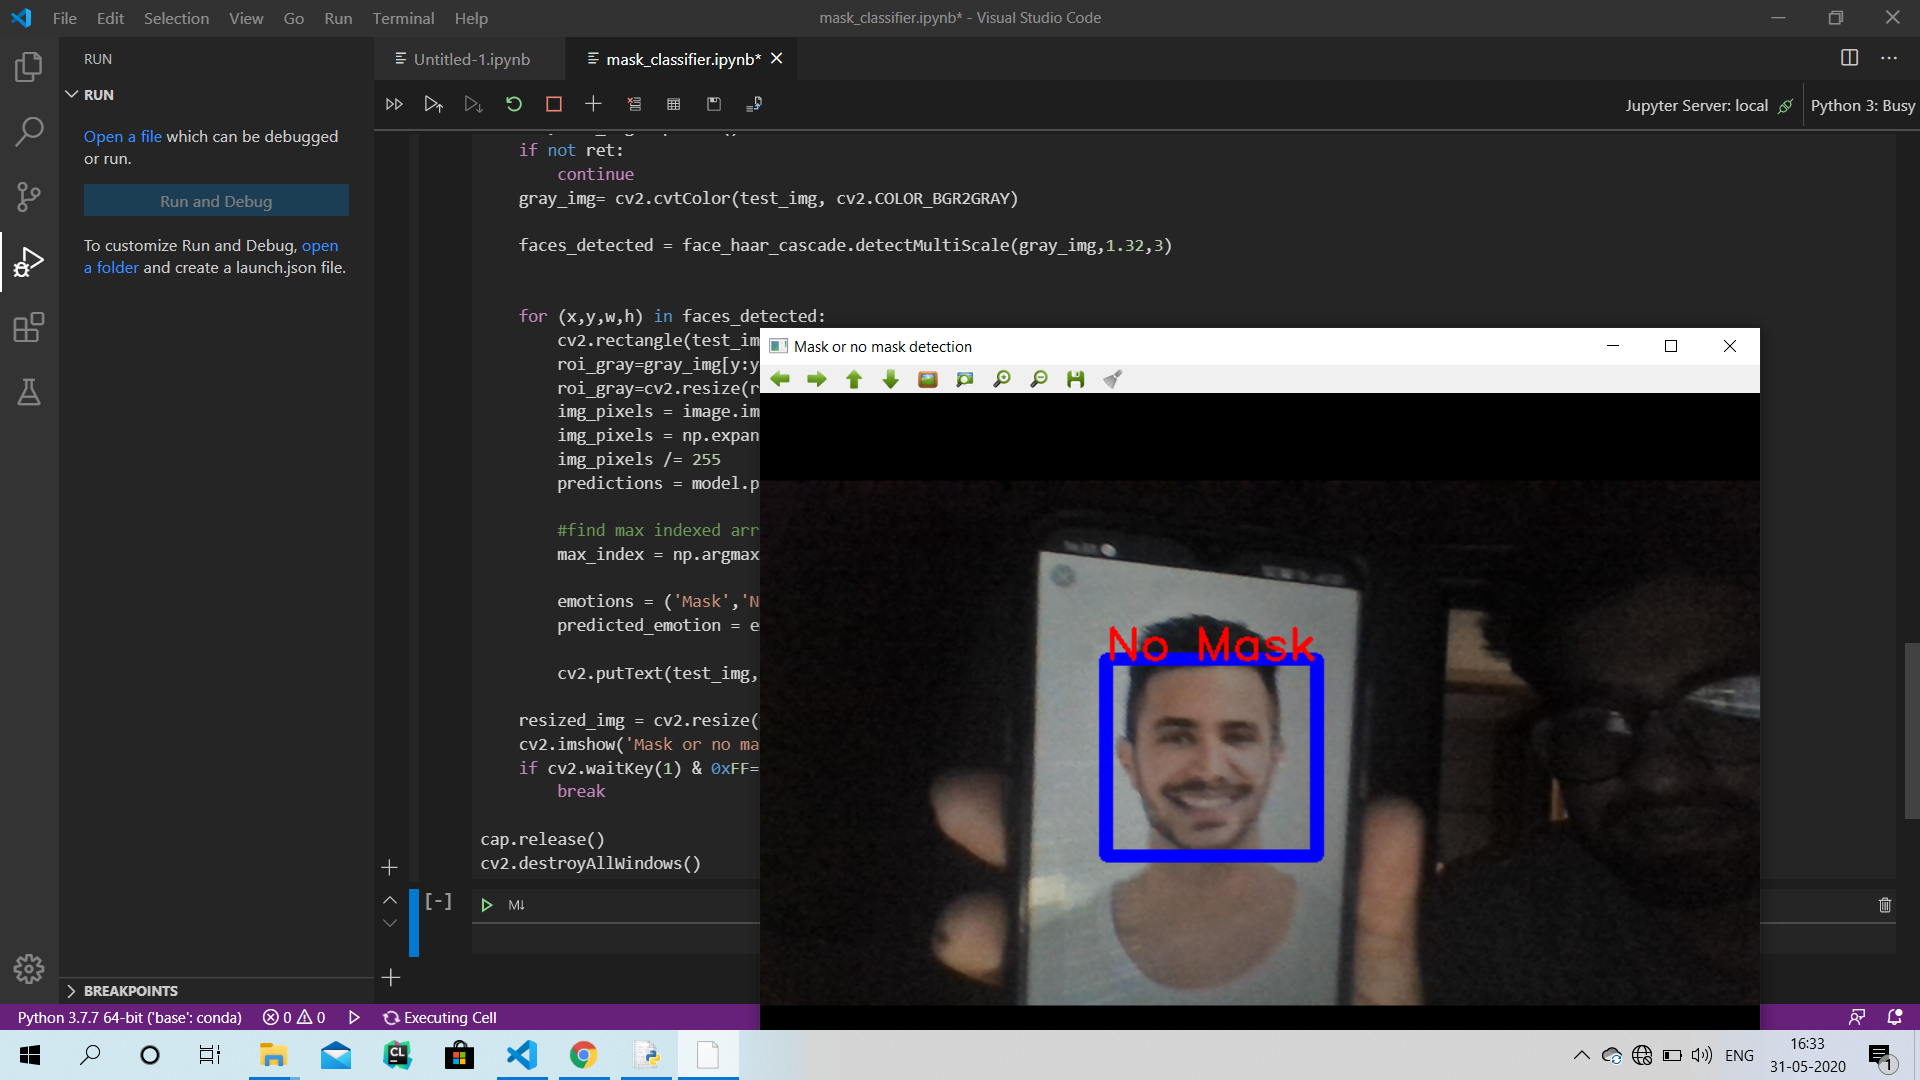 File Edit Selection View Go Run Terminal Help
mask_classifier.ipynb* - Visual Studio Code
RUN
Untitled-1.ipynb
mask_classifier.ipynb*
RUN
Jupyter Server: local
Python 3: Busy
Open a file which can be debugged
or run.
Run and Debug
To customize Run and Debug, open
a folder and create a launch.json file.
if not ret:
continue
gray_img= cv2.cvtColor(test_img, cv2.COLOR_BGR2GRAY)
faces_detected = face_haar_cascade.detectMultiScale(gray_img,1.32,3)
for (x,y,w,h) in faces_detected:
cv2.rectangle(test_im
roi_gray=gray_img[y:y
roi_gray=cv2.resize(r
img_pixels = image.im
img_pixels = np.expan
img_pixels /= 255
predictions = model.p
#find max indexed arr
max_index = np.argmax
emotions = ('Mask','N
predicted_emotion = e
cv2.putText(test_img,
resized_img = cv2.resize(
cv2.imshow('Mask or no ma
if cv2.waitKey(1) & 0xFF=
break
cap.release()
cv2.destroyAllWindows()
[-]
M↓
Mask or no mask detection
No Mask
BREAKPOINTS
Python 3.7.7 64-bit ('base': conda)
0
0
Executing Cell
CL
ENG
16:33
31-05-2020
1